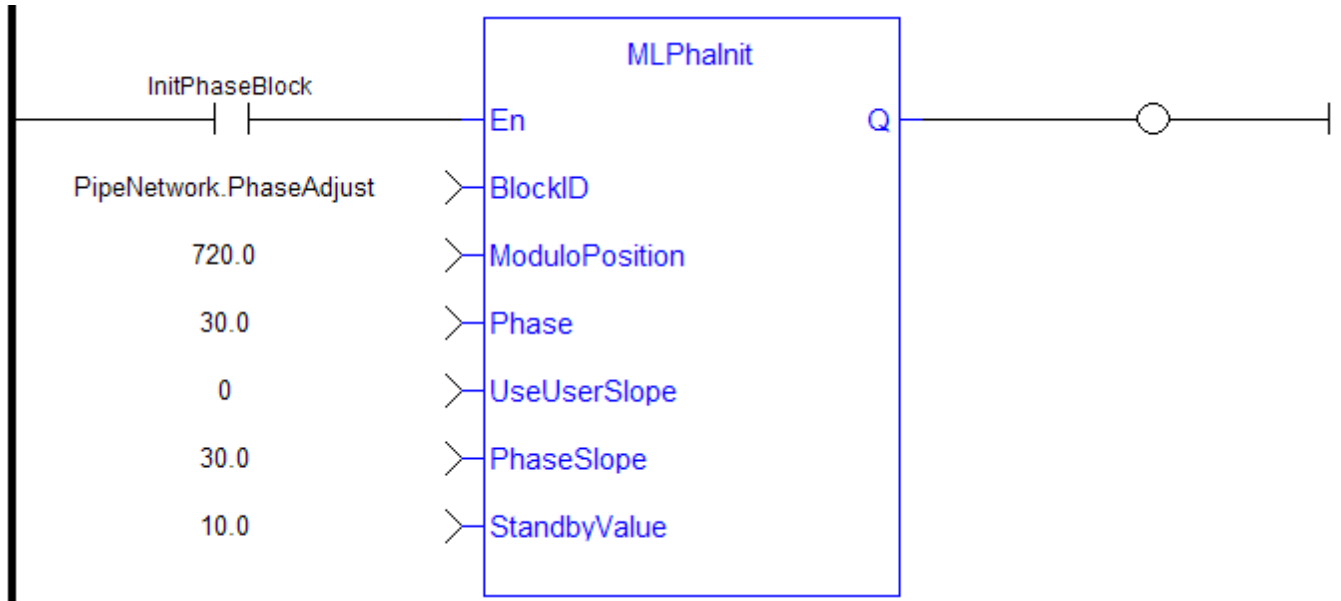 MLPhaInit
InitPhaseBlock
En
Q
PipeNetwork.PhaseAdjust
BlockID
720.0
ModuloPosition
30.0
Phase
0
UseUserSlope
30.0
PhaseSlope
10.0
StandbyValue